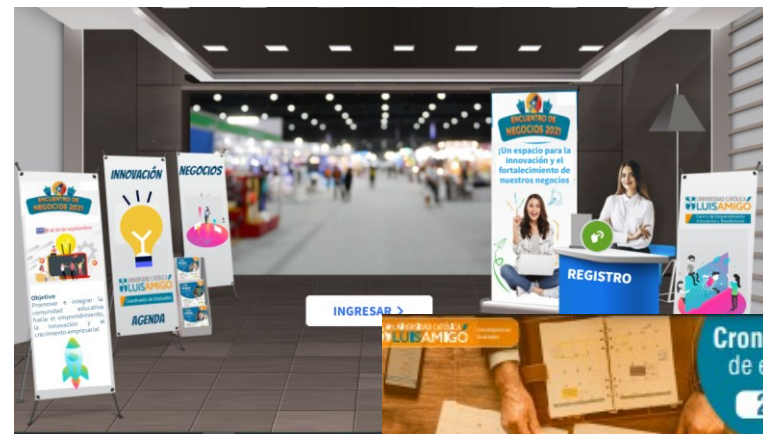 ENCUENTRO DE
NEGOCIOS 2021
Objetivo
Promover e integrar la
comunidad educativa
hacia el emprendimiento,
la innovación y el
crecimiento empresarial.
INNOVACIÓN
UNIVERSIDAD CATÓLICA
LUIS AMIGÓ
AGENDA
NEGOCIOS
ENCUENTRO DE
NEGOCIOS 2021
¡Un espacio para la
innovación y el
fortalecimiento de
nuestros negocios
REGISTRO
UNIVERSIDAD CATÓLICA
LUIS AMIGÓ
INGRESAR >
UNIVERSIDAD CATÓLICA
LUIS AMIGÓ
Cron
de e
2